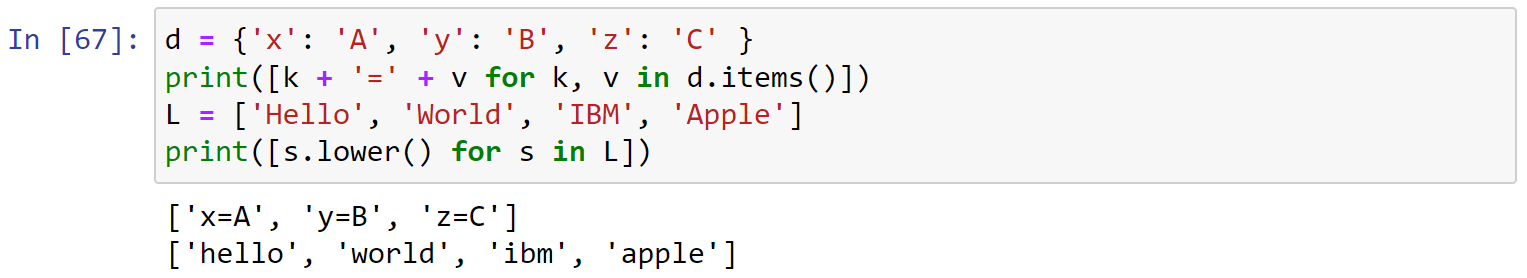 In [67]: d = {'x': 'A', 'y': 'B', 'z': 'C' }
print([k + '=' + v for k, v in d.items()])
L = ['Hello', 'World', 'IBM', 'Apple']
print([s.lower() for s in L])
['x=A', 'y=B', 'z=C']
['hello', 'world', 'ibm', 'apple']